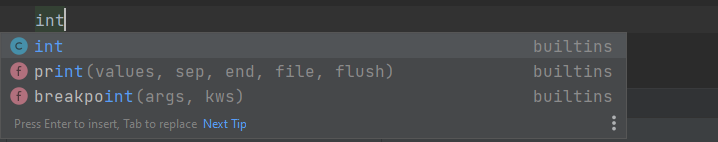 int
c int builtins
f print(values, sep, end, file, flush) builtins
f breakpoint(args, kws) builtins
Press Enter to insert, Tab to replace Next Tip